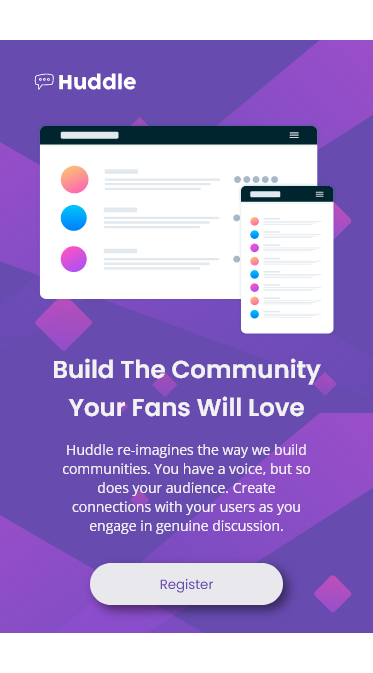 Huddle
Build The Community
Your Fans Will Love
Huddle re-imagines the way we build
communities. You have a voice, but so
does your audience. Create
connections with your users as you
engage in genuine discussion.
Register